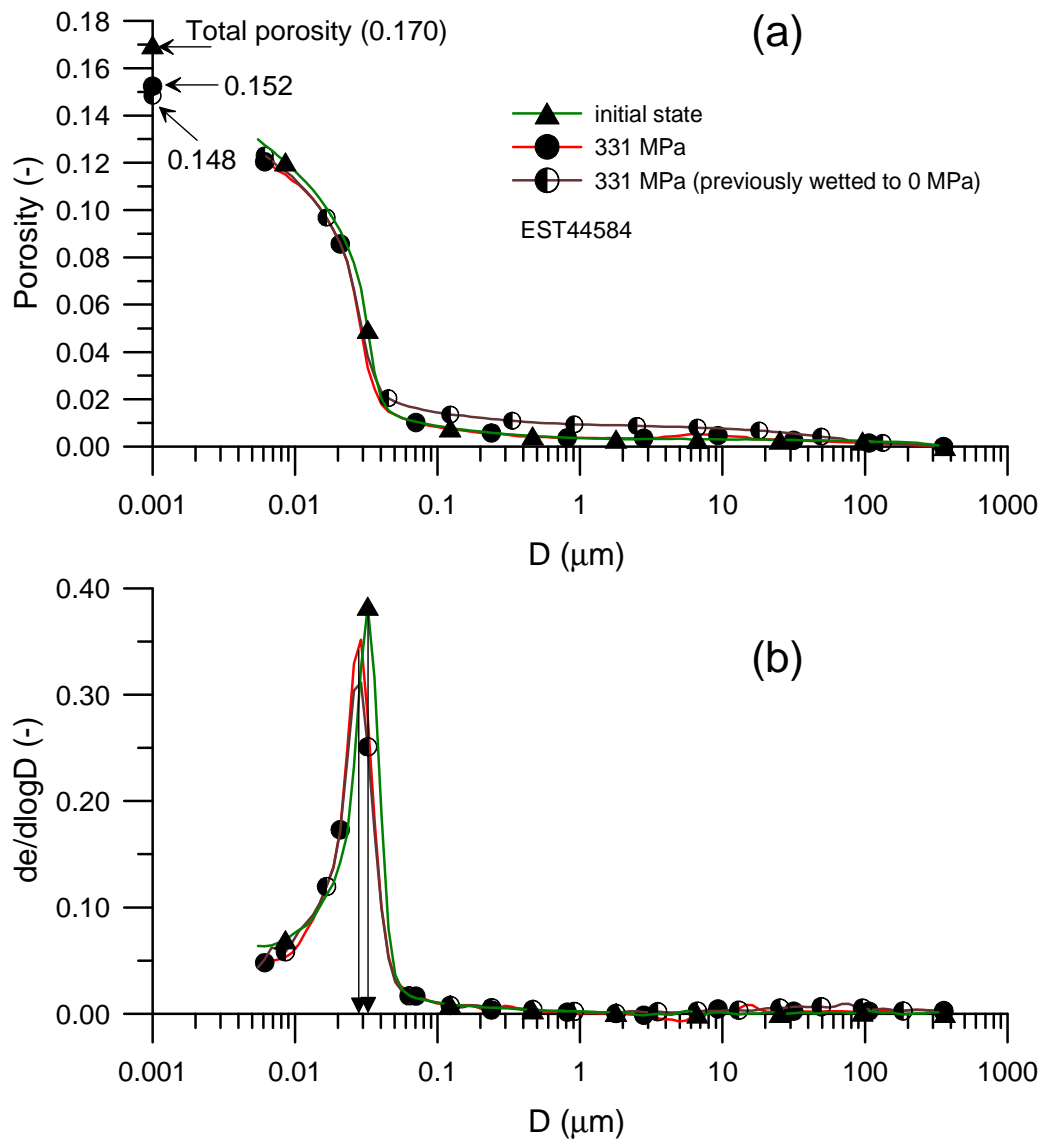 0.18
Total porosity (0.170)
(a)
0.16
0.152
0.14
initial state
0.148
0.12
331 MPa
0.10
331 MPa (previously wetted to 0 MPa)
EST44584
0.08
0.06
0.04
0.02
0.00
Porosity (-)
0.001 0.01 0.1 1 10 100 1000
D (μm)
0.40
(b)
0.30
0.20
0.10
0.00
de/dlogD (-)
0.001 0.01 0.1 1 10 100 1000
D (μm)